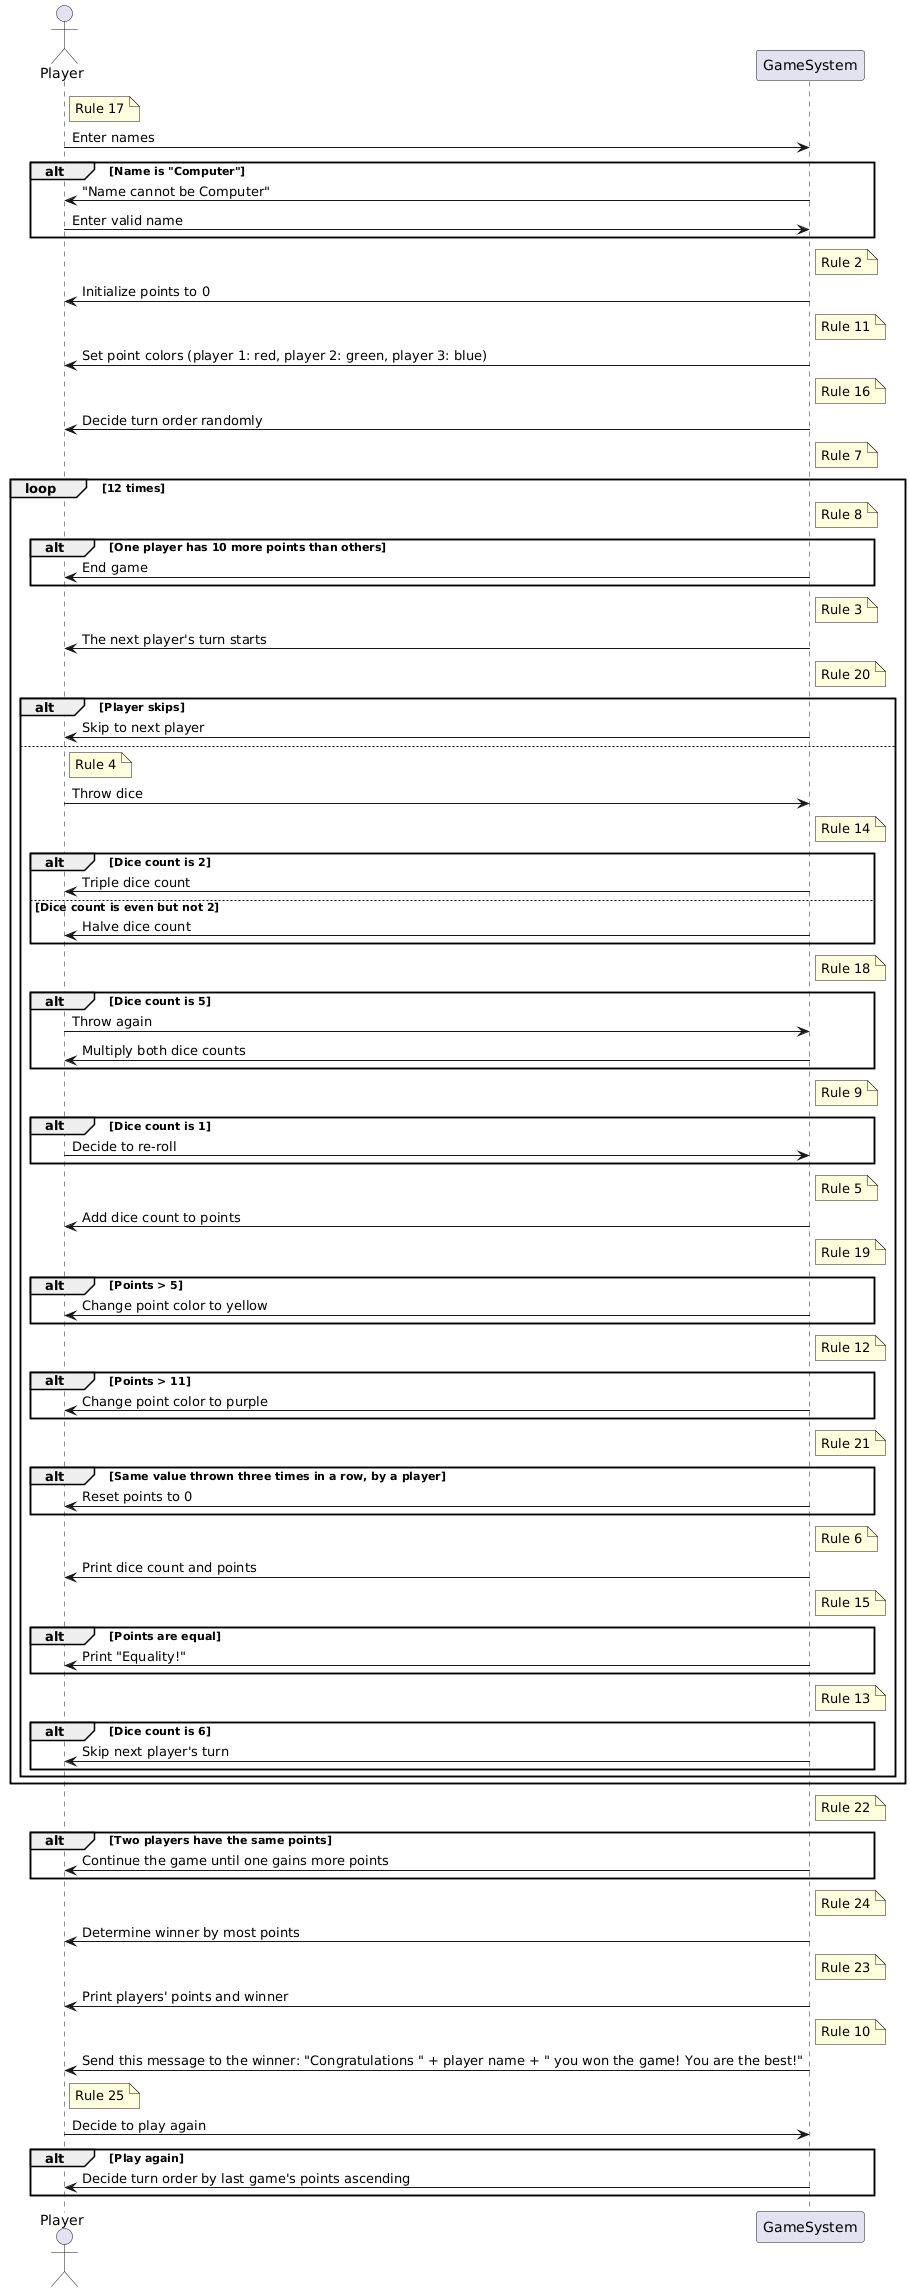 Player
GameSystem
Rule 17
Enter names
alt [Name is "Computer"]
"Name cannot be Computer"
Enter valid name
Rule 2
Initialize points to 0
Rule 11
Set point colors (player 1: red, player 2: green, player 3: blue)
Rule 16
Decide turn order randomly
Rule 7
loop [12 times]
Rule 8
alt [One player has 10 more points than others]
End game
Rule 3
The next player's turn starts
Rule 20
alt [Player skips]
Skip to next player
Rule 4
Throw dice
Rule 14
alt [Dice count is 2]
Triple dice count
[Dice count is even but not 2]
Halve dice count
Rule 18
alt [Dice count is 5]
Throw again
Multiply both dice counts
Rule 9
alt [Dice count is 1]
Decide to re-roll
Rule 5
Add dice count to points
Rule 19
alt [Points > 5]
Change point color to yellow
Rule 12
alt [Points > 11]
Change point color to purple
Rule 21
alt [Same value thrown three times in a row, by a player]
Reset points to 0
Rule 6
Print dice count and points
Rule 15
alt [Points are equal]
Print "Equality!"
Rule 13
alt [Dice count is 6]
Skip next player's turn
Rule 22
alt [Two players have the same points]
Continue the game until one gains more points
Rule 24
Determine winner by most points
Rule 23
Print players' points and winner
Rule 10
Send this message to the winner: "Congratulations " + player name + " you won the game! You are the best!"
Rule 25
Decide to play again
alt [Play again]
Decide turn order by last game's points ascending
Player
GameSystem